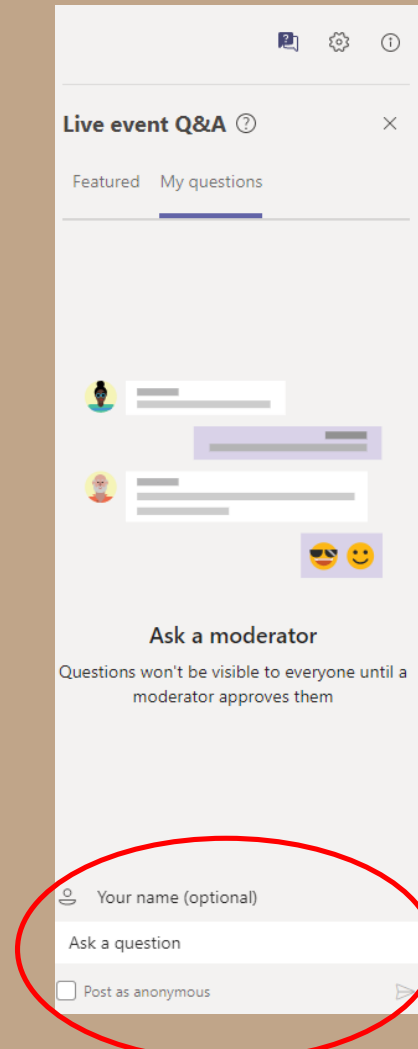 Live event Q&A
Featured My questions
Ask a moderator
Questions won't be visible to everyone until a
moderator approves them
Your name (optional)
Ask a question
Post as anonymous